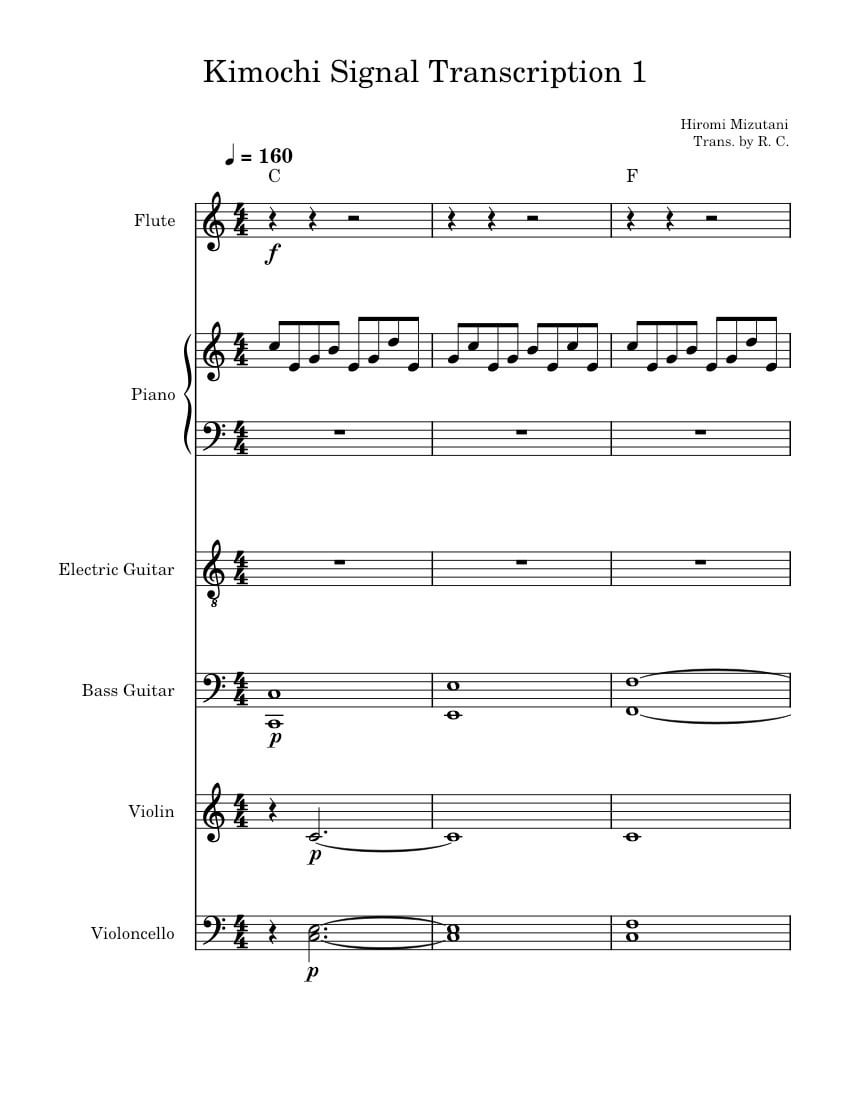 Kimochi Signal Transcription 1
Hiromi Mizutani
Trans. by R. C.
♩ = 160
C F
Flute
f
Piano
Electric Guitar
8
Bass Guitar
p
Violin
p
Violoncello
p